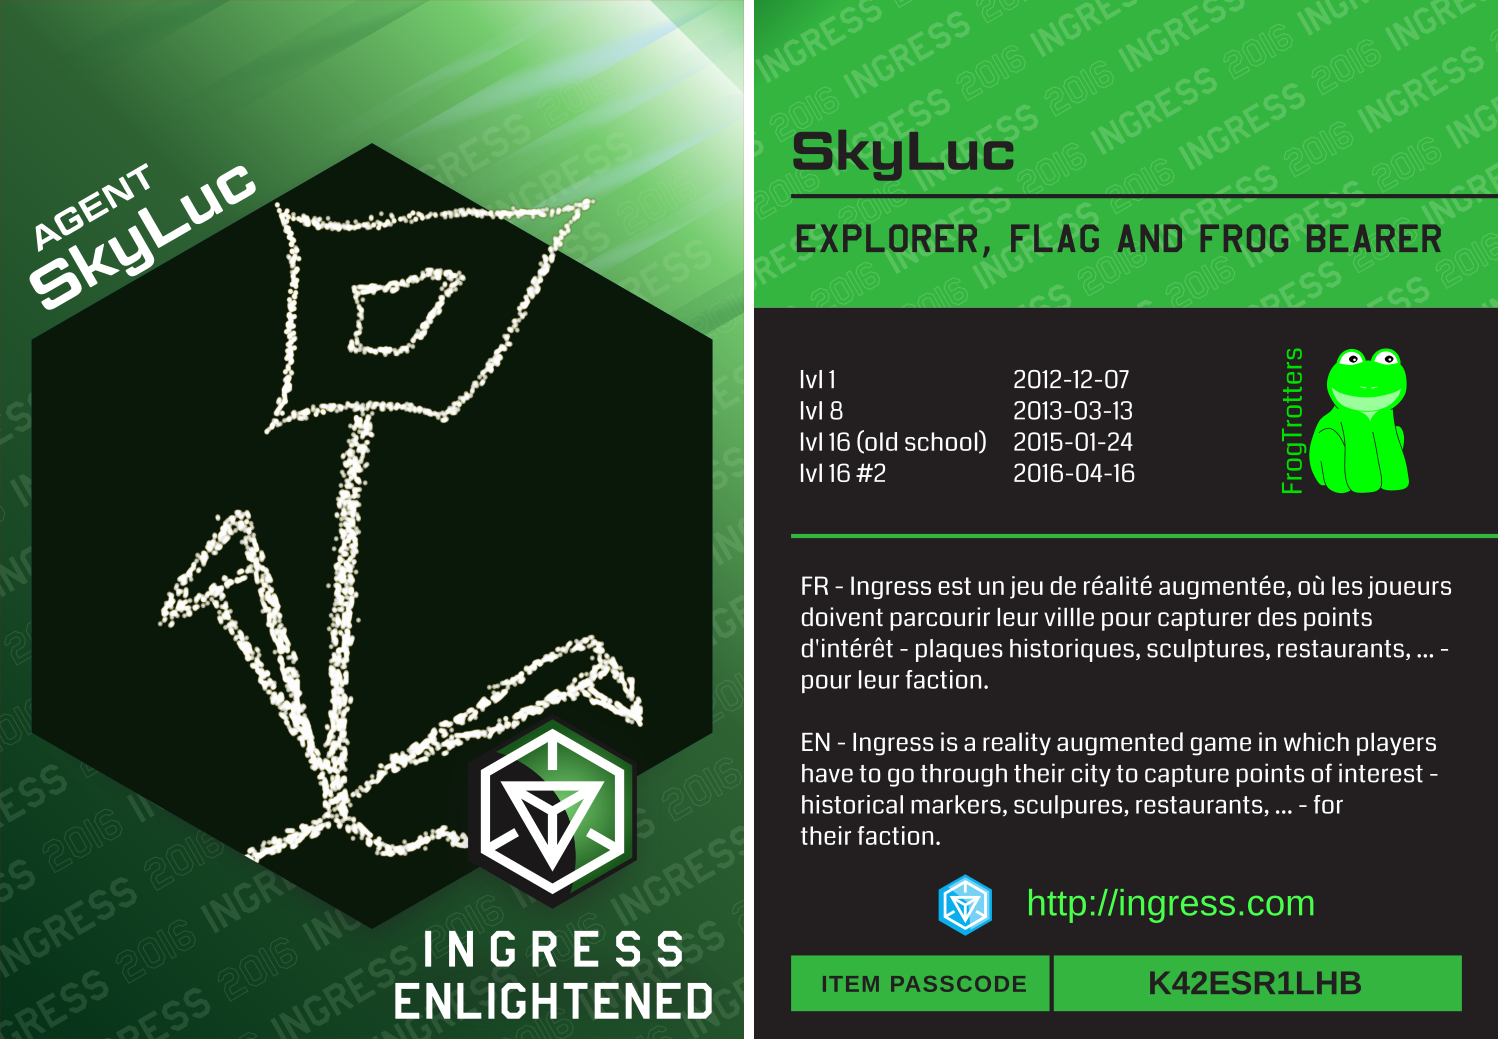 AGENT
SkyLuc
INGRESS
ENLIGHTENED
SkyLuc
EXPLORER, FLAG AND FROG BEARER
lvl 1 2012-12-07
lvl 8 2013-03-13
lvl 16 (old school) 2015-01-24
lvl 16 #2 2016-04-16
FrogTrotters
FR - Ingress est un jeu de réalité augmentée, où les joueurs
doivent parcourir leur villle pour capturer des points
d'intérêt - plaques historiques, sculptures, restaurants, ... -
pour leur faction.
EN - Ingress is a reality augmented game in which players
have to go through their city to capture points of interest -
historical markers, sculpures, restaurants, ... - for
their faction.
http://ingress.com
ITEM PASSCODE K42ESR1LHB